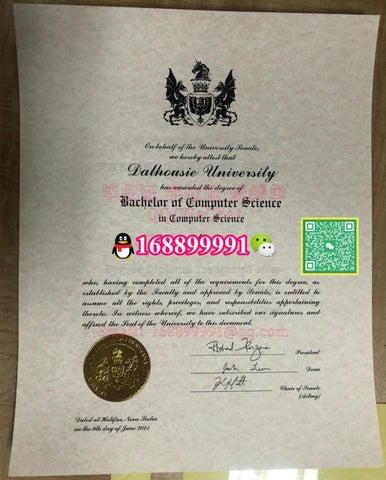 On behalf of the University Senate,
we hereby attest that
Dalhousie University
has awarded the degree of
Bachelor of Computer Science
in Computer Science
168899991
who, having completed all of the requirements for this degree, as
established by the Faculty and approved by Senate, is entitled to
assume all the rights, privileges, and responsibilities appertaining
thereto. In witness whereof, we have subscribed our signatures and
affixed the Seal of the University to this document.
168899991@qq.com
President
Dean
Chair of Senate
(Acting)
Dated at Halifax, Nova Scotia
on the 9th day of June 2021